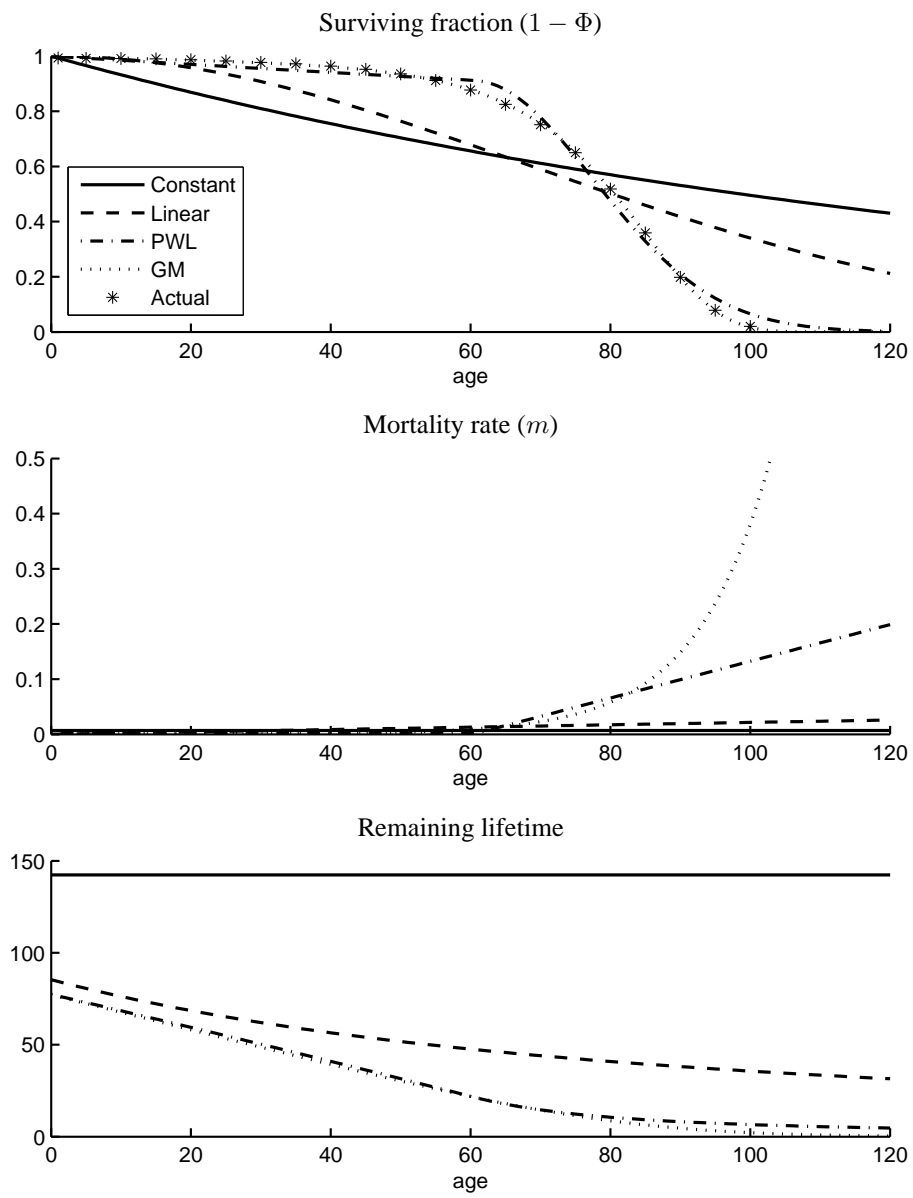 Surviving fraction (1 − Φ)
1
0.8
0.6
0.4
0.2
0
Constant
Linear
PWL
GM
Actual
0 20 40 60 80 100 120
age
Mortality rate (m)
0.5
0.4
0.3
0.2
0.1
0
0 20 40 60 80 100 120
age
Remaining lifetime
150
100
50
0
0 20 40 60 80 100 120
age